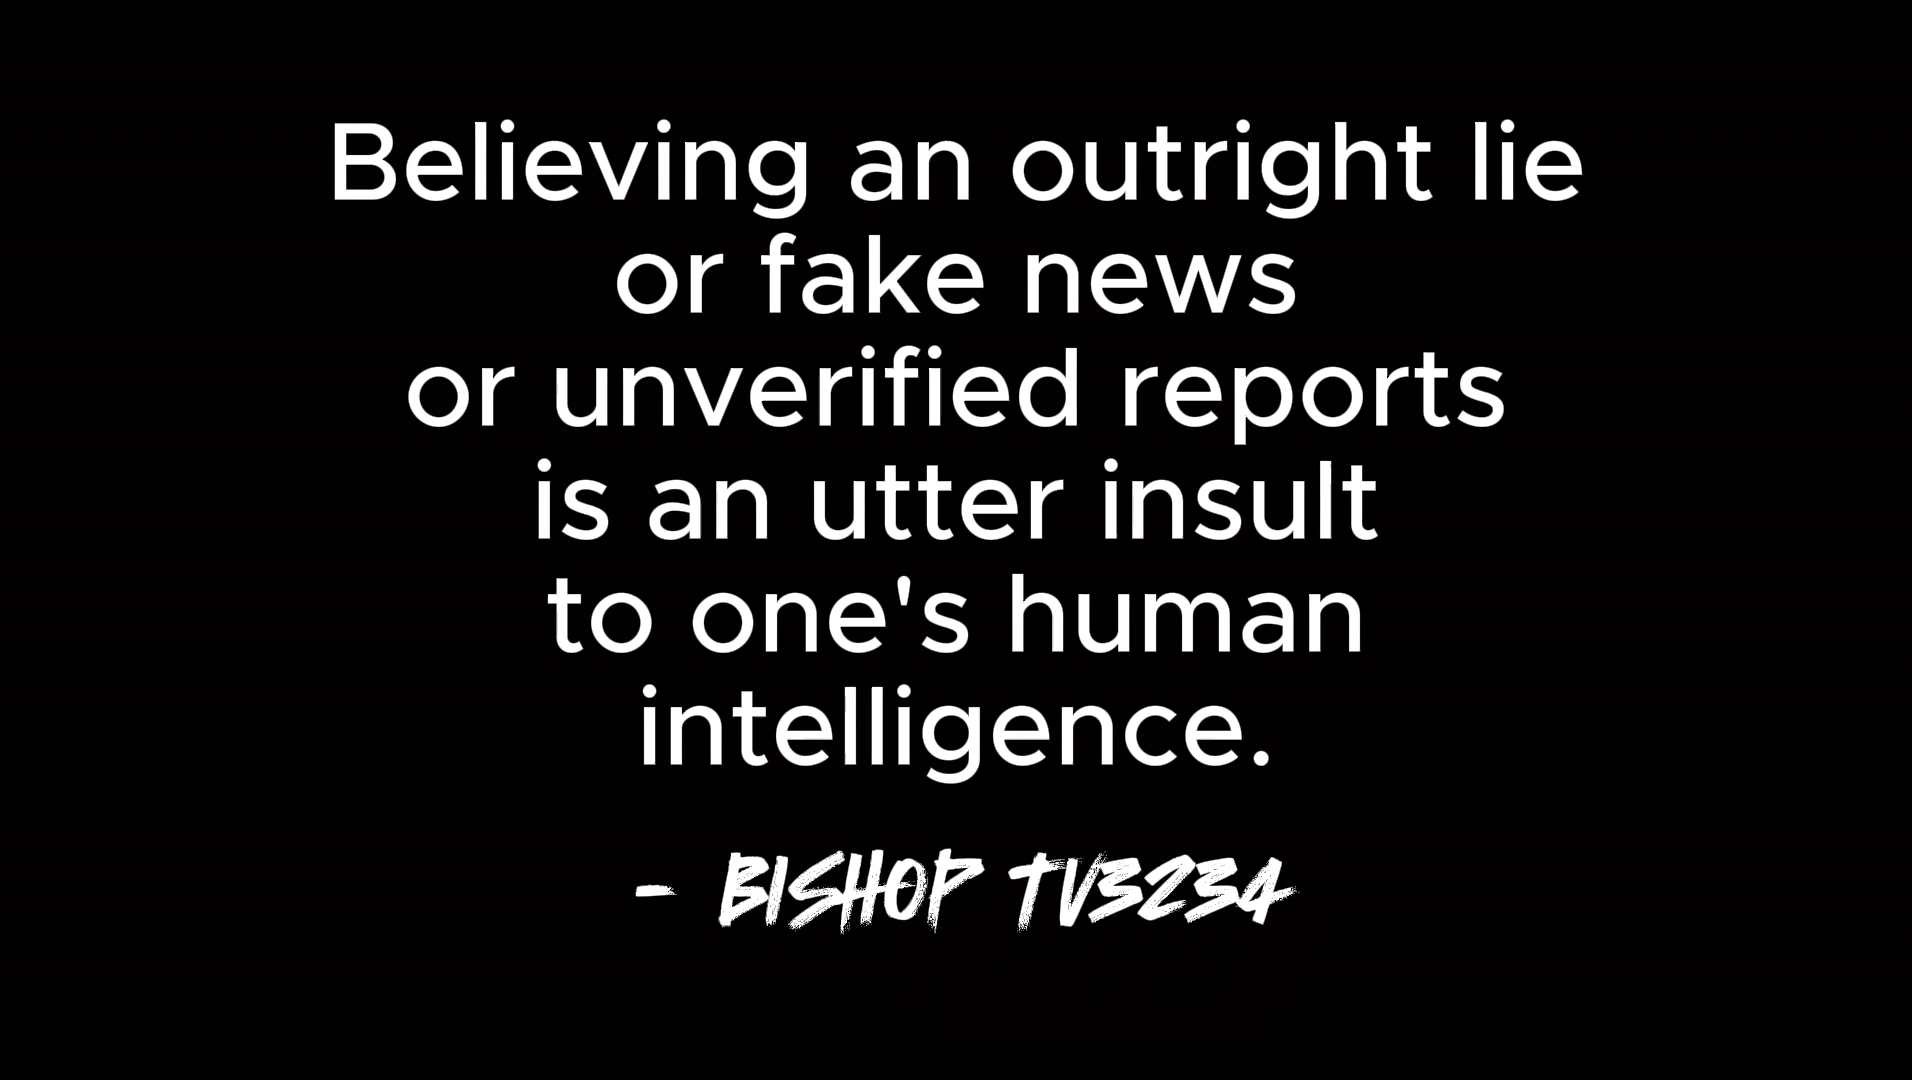 Believing an outright lie
or fake news
or unverified reports
is an utter insult
to one's human
intelligence.
- BISHOP TV3234